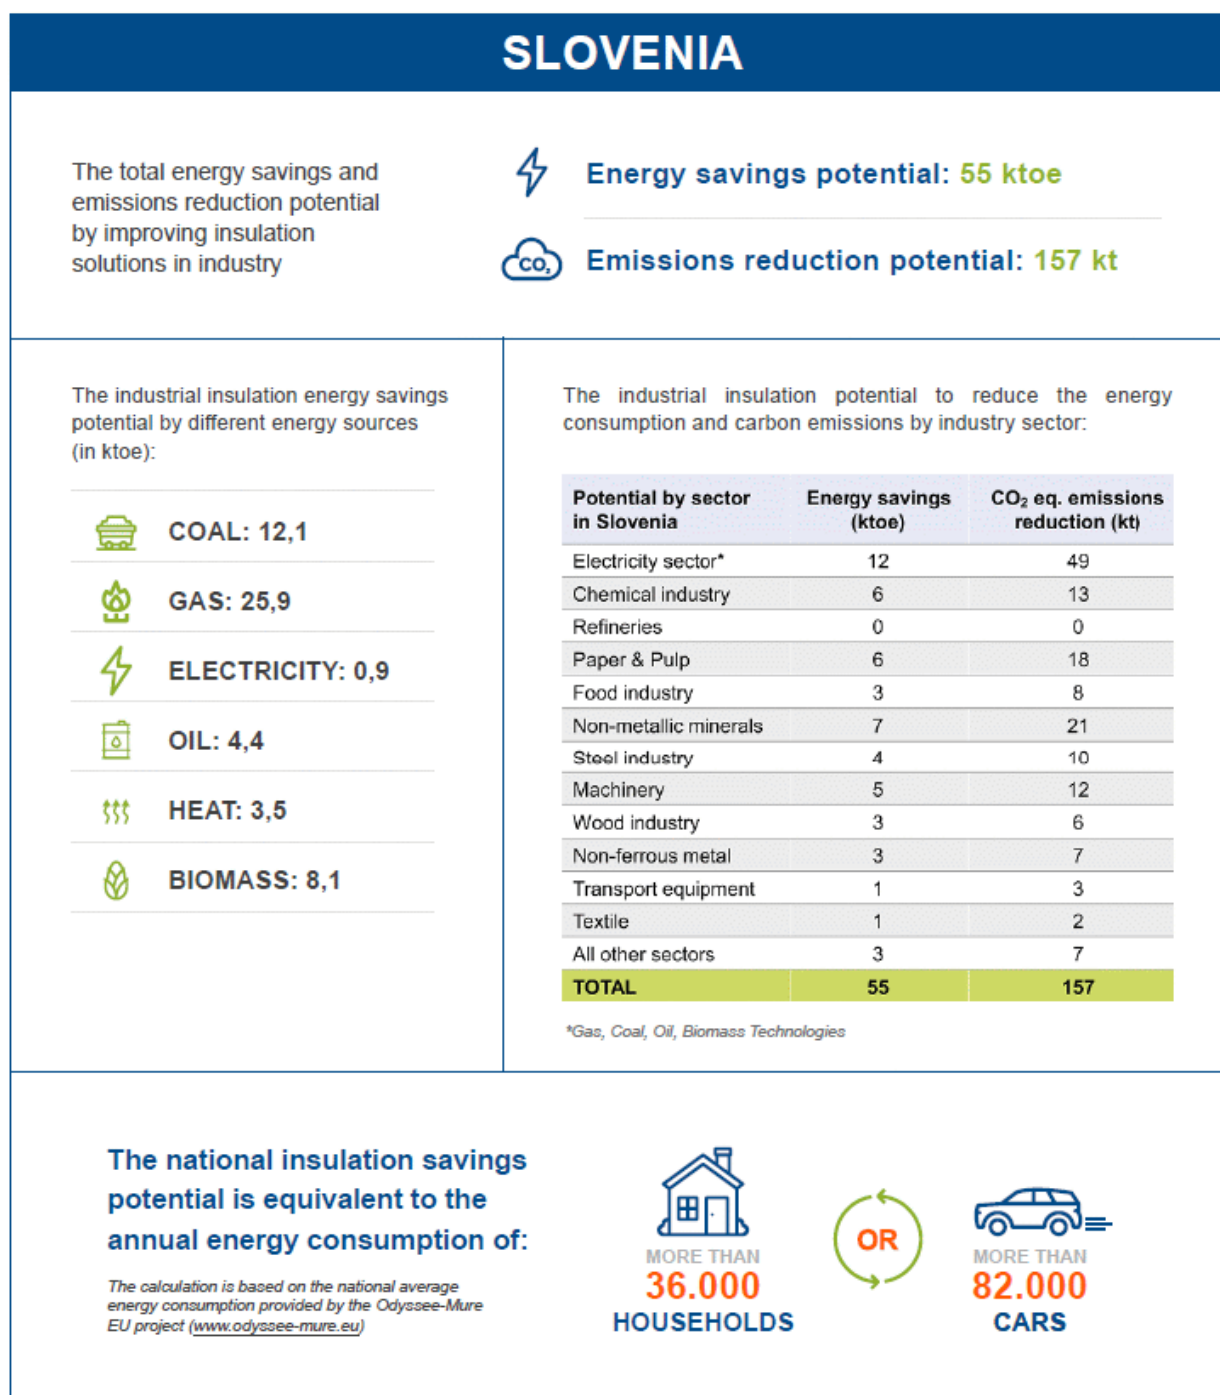 SLOVENIA
The total energy savings and
emissions reduction potential
by improving insulation
solutions in industry
Energy savings potential: 55 ktoe
CO₂
Emissions reduction potential: 157 kt
The industrial insulation energy savings
potential by different energy sources
(in ktoe):
COAL: 12,1
GAS: 25,9
ELECTRICITY: 0,9
OIL: 4,4
HEAT: 3,5
BIOMASS: 8,1
The industrial insulation potential to reduce the energy
consumption and carbon emissions by industry sector:
Potential by sector in Slovenia Energy savings (ktoe) CO₂ eq. emissions reduction (kt)
Electricity sector* 12 49
Chemical industry 6 13
Refineries 0 0
Paper & Pulp 6 18
Food industry 3 8
Non-metallic minerals 7 21
Steel industry 4 10
Machinery 5 12
Wood industry 3 6
Non-ferrous metal 3 7
Transport equipment 1 3
Textile 1 2
All other sectors 3 7
TOTAL 55 157
*Gas, Coal, Oil, Biomass Technologies
The national insulation savings
potential is equivalent to the
annual energy consumption of:
The calculation is based on the national average
energy consumption provided by the Odyssee-Mure
EU project (www.odyssee-mure.eu)
MORE THAN
36.000
HOUSEHOLDS
OR
MORE THAN
82.000
CARS